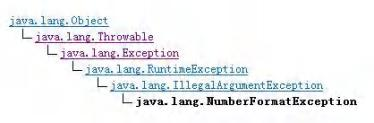 java.lang.Object
java.lang.Throwable
java.lang.Exception
java.lang.RuntimeException
java.lang.IllegalArgumentException
java.lang.NumberFormatException